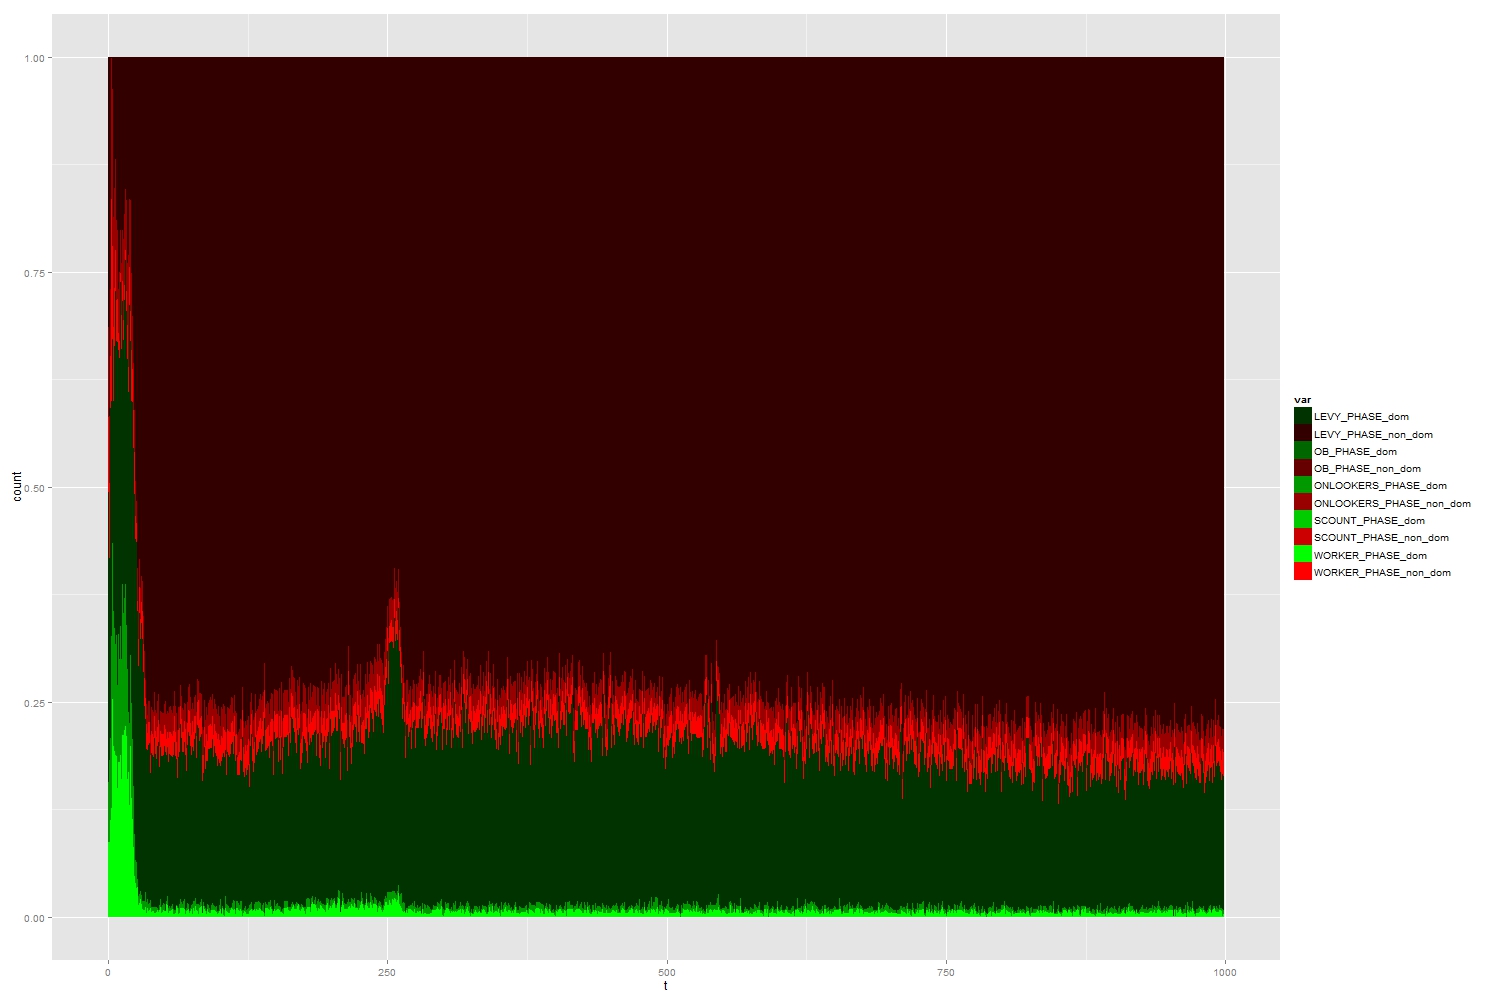 1.00
0.75
0.50
0.25
0.00
count
0
250
500
750
1000
t
var
LEVY_PHASE_dom
LEVY_PHASE_non_dom
OB_PHASE_dom
OB_PHASE_non_dom
ONLOOKERS_PHASE_dom
ONLOOKERS_PHASE_non_dom
SCOUNT_PHASE_dom
SCOUNT_PHASE_non_dom
WORKER_PHASE_dom
WORKER_PHASE_non_dom